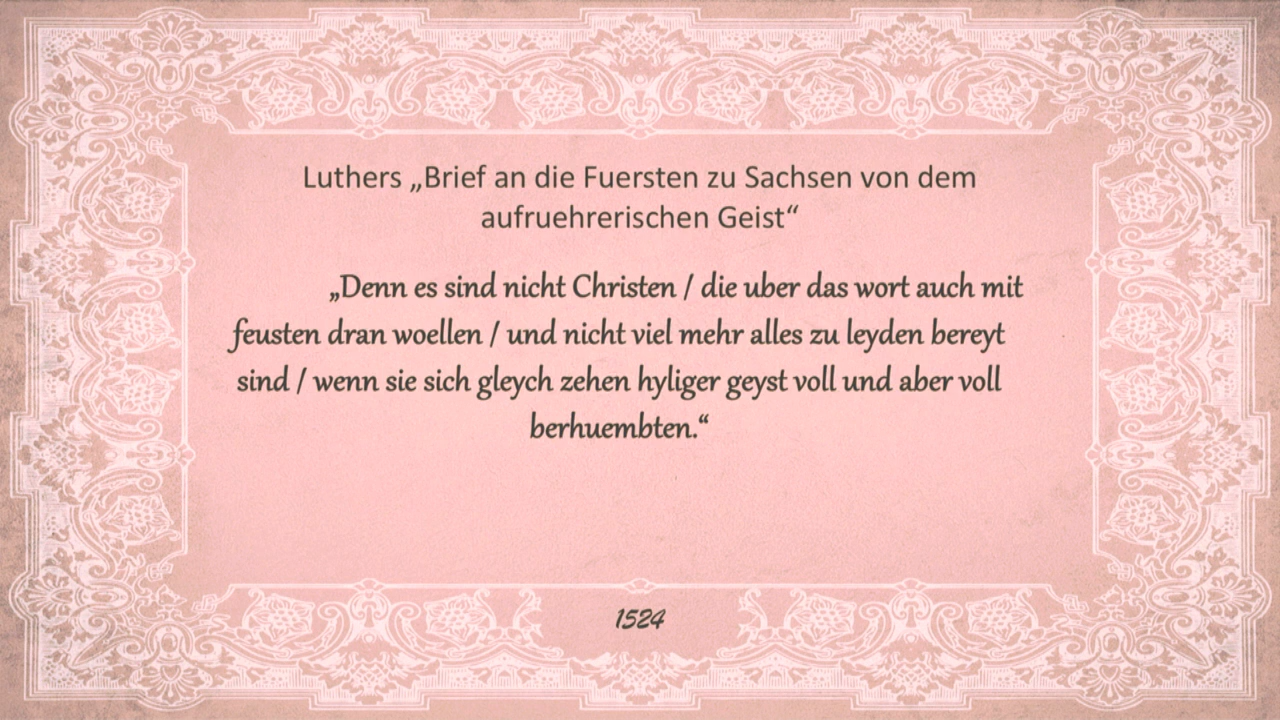 Luthers „Brief an die Fuersten zu Sachsen von dem
aufruehrerischen Geist“
„Denn es sind nicht Christen / die uber das wort auch mit
feusten dran woellen / und nicht viel mehr alles zu leyden bereyt
sind / wenn sie sich gleych zehen hyliger geyst voll und aber voll
berhuembten.“
1524